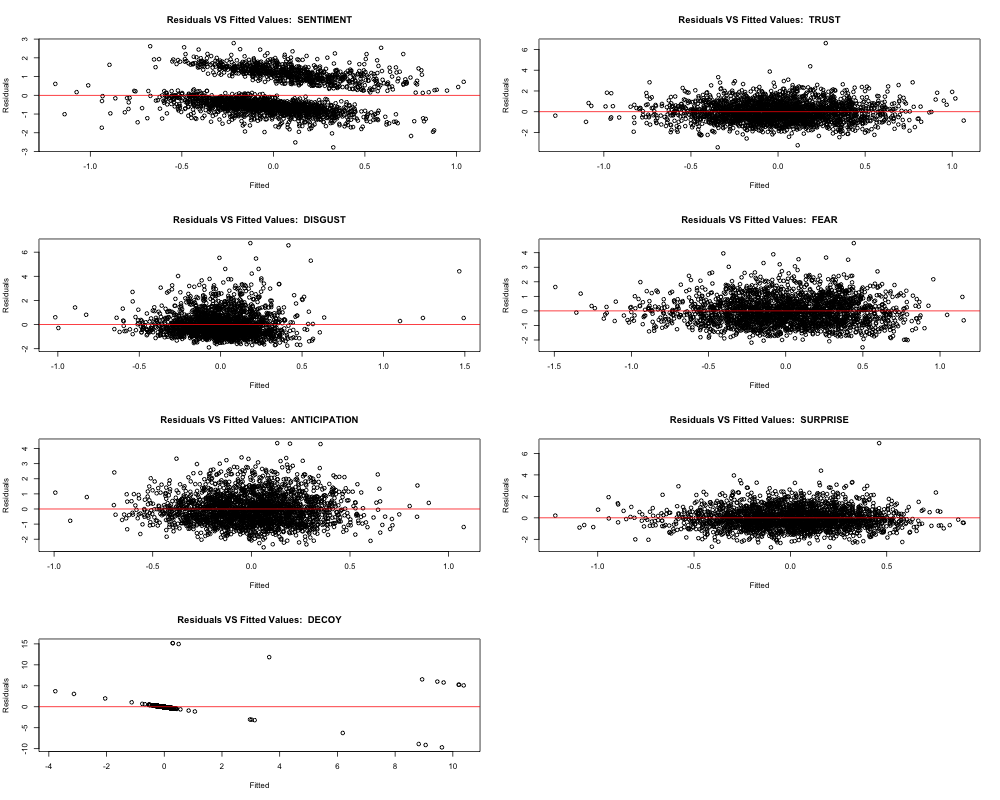 Residuals VS Fitted Values: SENTIMENT
Residuals
3
2
1
0
-1
-2
-3
-1.0 -0.5 0.0 0.5 1.0
Fitted
Residuals VS Fitted Values: TRUST
Residuals
6
4
2
0
-2
-1.0 -0.5 0.0 0.5 1.0
Fitted
Residuals VS Fitted Values: DISGUST
Residuals
6
4
2
0
-2
-1.0 -0.5 0.0 0.5 1.0 1.5
Fitted
Residuals VS Fitted Values: FEAR
Residuals
4
3
2
1
0
-1
-2
-1.5 -1.0 -0.5 0.0 0.5 1.0
Fitted
Residuals VS Fitted Values: ANTICIPATION
Residuals
4
3
2
1
0
-1
-2
-1.0 -0.5 0.0 0.5 1.0
Fitted
Residuals VS Fitted Values: SURPRISE
Residuals
6
4
2
0
-2
-1.0 -0.5 0.0 0.5
Fitted
Residuals VS Fitted Values: DECOY
Residuals
15
10
5
0
-5
-10
-4 -2 0 2 4 6 8 10
Fitted